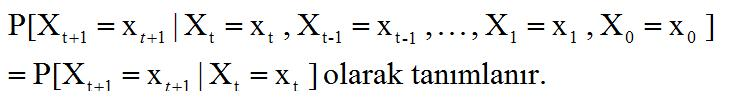 P[X_{t+1} = x_{t+1} | X_t = x_t , X_{t-1} = x_{t-1} ,..., X_1 = x_1 , X_0 = x_0 ]
= P[X_{t+1} = x_{t+1} | X_t = x_t ] olarak tanımlanır.